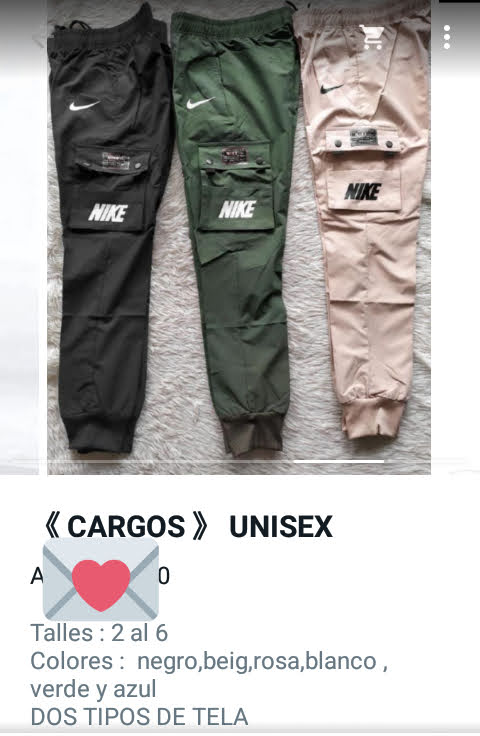 NIKE
NIKE
NIKE
《 CARGOS 》 UNISEX
A 0
Talles : 2 al 6
Colores : negro,beig,rosa,blanco ,
verde y azul
DOS TIPOS DE TELA